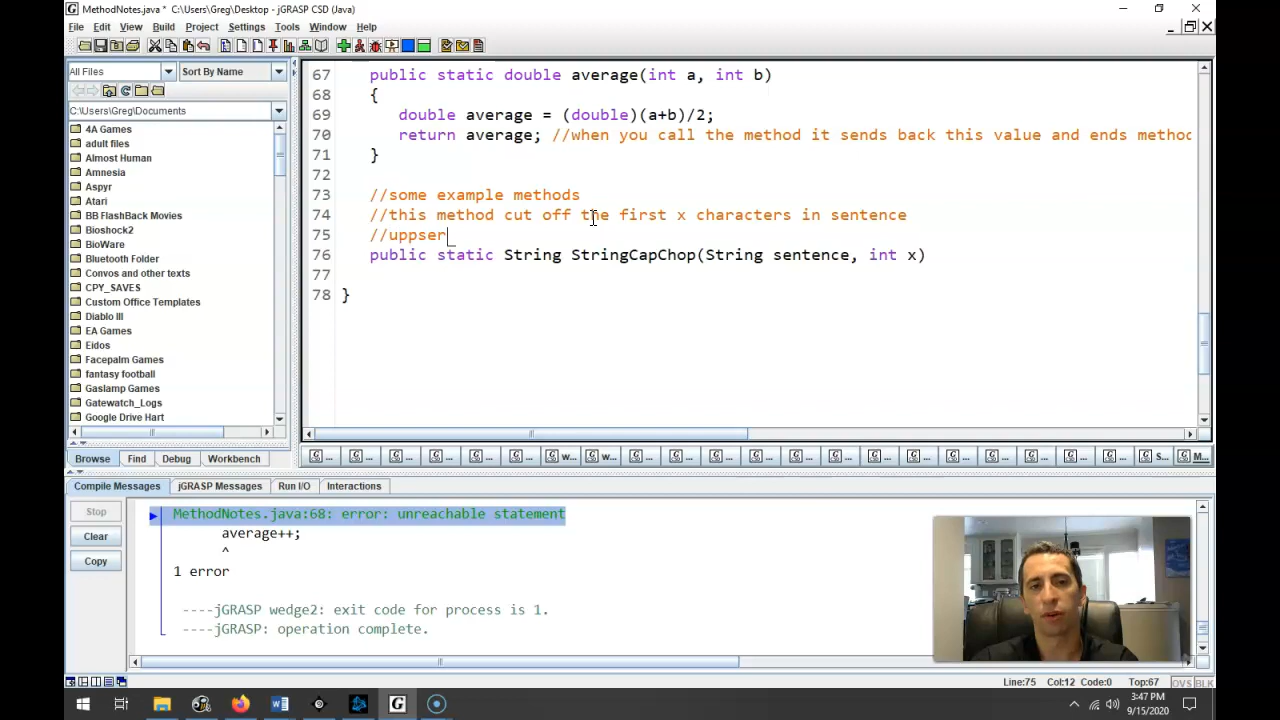 MethodNotes.java * C:\Users\Greg\Desktop - jGRASP CSD (Java)
File Edit View Build Project Settings Tools Window Help
All Files Sort By Name
C:\Users\Greg\Documents
4A Games
adult files
Almost Human
Amnesia
Aspyr
Atari
BB FlashBack Movies
Bioshock2
BioWare
Bluetooth Folder
Convos and other texts
CPY_SAVES
Custom Office Templates
Diablo III
EA Games
Eidos
Facepalm Games
fantasy football
Gaslamp Games
Gatewatch_Logs
Google Drive Hart
Browse Find Debug Workbench
67 public static double average(int a, int b)
68 {
69 double average = (double)(a+b)/2;
70 return average; //when you call the method it sends back this value and ends methoc
71 }
72
73 //some example methods
74 //this method cut off the first x characters in sentence
75 //uppser
76 public static String StringCapChop(String sentence, int x)
77
78 }
... ... ... ... ... ... w... w... ... ... ... ... ... ... ... ... ... ... ... ... ... S... M...
Compile Messages jGRASP Messages Run I/O Interactions
Stop
Clear
Copy
MethodNotes.java:68: error: unreachable statement
average++;
^
1 error
----jGRASP wedge2: exit code for process is 1.
----jGRASP: operation complete.
Line:75 Col:12 Code:0 Top:67 OVS BLK
3:47 PM
9/15/2020